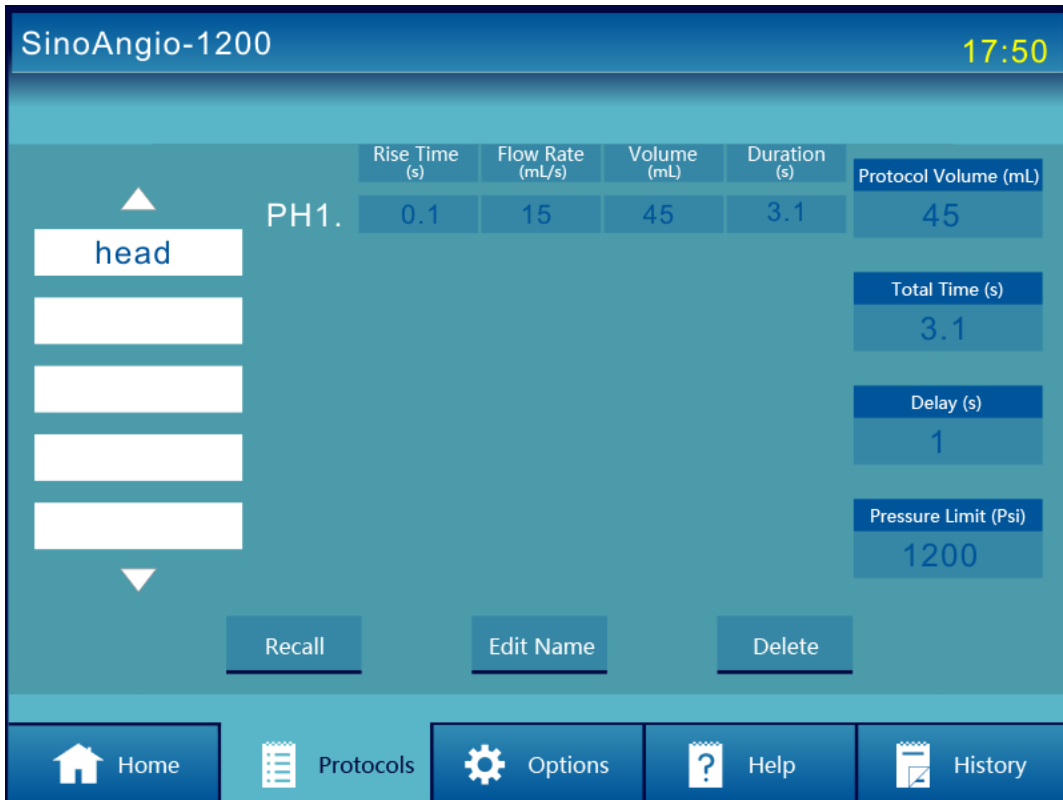 SinoAngio-1200
17:50
Rise Time (s) Flow Rate (mL/s) Volume (mL) Duration (s) Protocol Volume (mL)
PH1. 0.1 15 45 3.1 45
head
Total Time (s)
3.1
Delay (s)
1
Pressure Limit (Psi)
1200
Recall Edit Name Delete
Home Protocols Options ? Help History